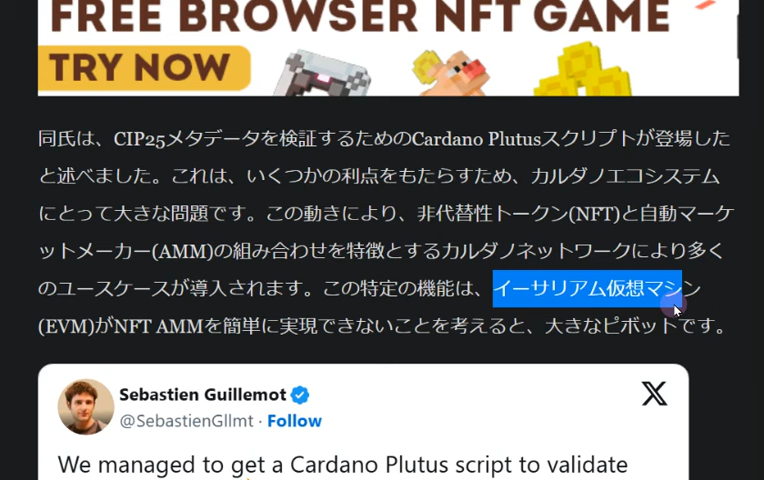 FREE BROWSER NFT GAME
TRY NOW
同氏は、CIP25メタデータを検証するためのCardano Plutusスクリプトが登場した
と述べました。これは、いくつかの利点をもたらすため、カルダノエコシステム
にとって大きな問題です。この動きにより、非代替性トークン(NFT)と自動マーケ
ットメーカー(AMM)の組み合わせを特徴とするカルダノネットワークにより多く
のユースケースが導入されます。この特定の機能は、イーサリアム仮想マシン
(EVM)がNFT AMMを簡単に実現できないことを考えると、大きなピボットです。
Sebastien Guillemot
@SebastienGllmt · Follow
We managed to get a Cardano Plutus script to validate